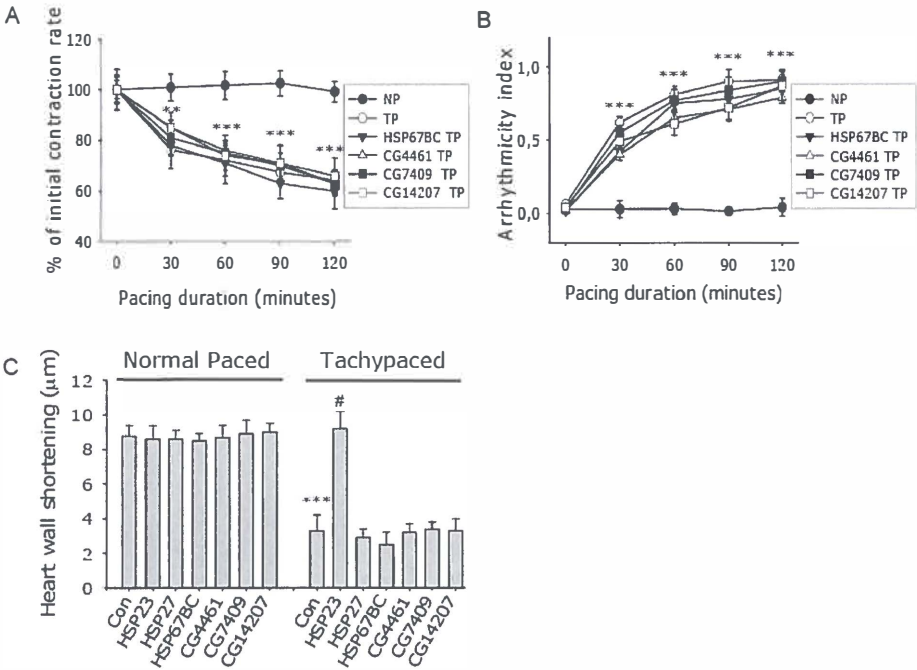 A
% of initial contraction rate
120
100
80
60
40
**
***
***
***
0
30
60
90
120
Pacing duration (minutes)
NP
TP
HSP67BC TP
CG4461 TP
CG7409 TP
CG14207 TP
B
Arrhythmicity index
1,0
0,5
0,0
***
***
***
***
0
30
60
90
120
Pacing duration (minutes)
NP
TP
HSP67BC TP
CG4461 TP
CG7409 TP
CG14207 TP
C
Heart wall shortening (μm)
Normal Paced
Tachypaced
12
10
8
6
4
2
0
***
#
Con
HSP23
HSP27
HSP67BC
CG4461
CG7409
CG14207
Con
HSP23
HSP27
HSP67BC
CG4461
CG7409
CG14207